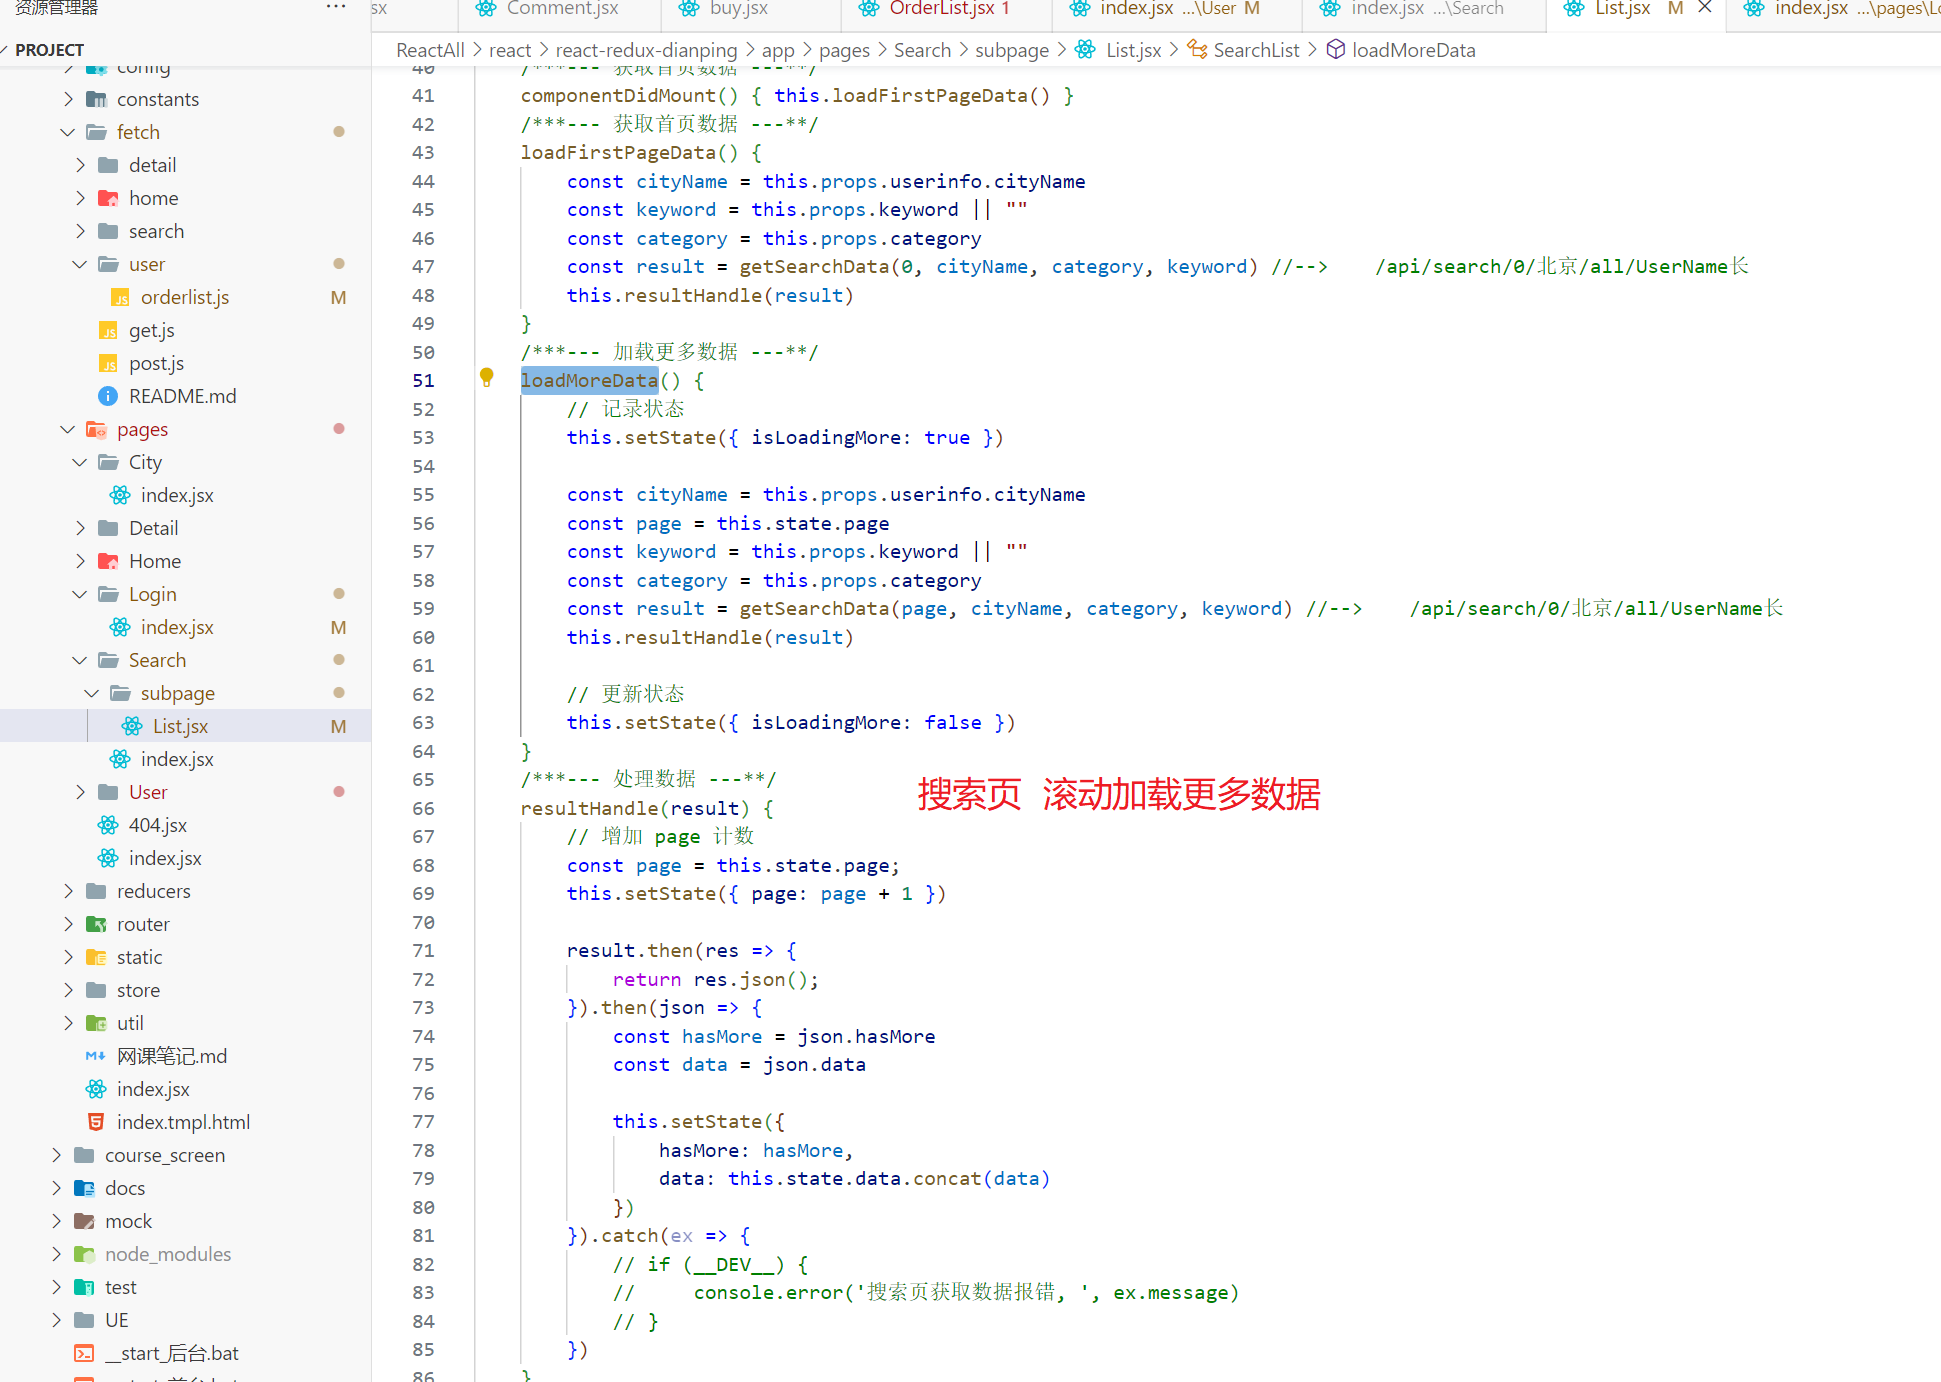 资源管理器 ···
PROJECT
config
constants
fetch
detail
home
search
user
orderlist.js M
get.js
post.js
README.md
pages
City
index.jsx
Detail
Home
Login
index.jsx M
Search
subpage
List.jsx M
index.jsx
User
404.jsx
index.jsx
reducers
router
static
store
util
网课笔记.md
index.jsx
index.tmpl.html
course_screen
docs
mock
node_modules
test
UE
__start_后台.bat
sx Comment.jsx buy.jsx OrderList.jsx 1 index.jsx ...\User M index.jsx ...\Search List.jsx M index.jsx ...\pages\Lo
ReactAll > react > react-redux-dianping > app > pages > Search > subpage > List.jsx > SearchList > loadMoreData
40 /***--- 获取首页数据 ---**/
41 componentDidMount() { this.loadFirstPageData() }
42 /***--- 获取首页数据 ---**/
43 loadFirstPageData() {
44 const cityName = this.props.userinfo.cityName
45 const keyword = this.props.keyword || ""
46 const category = this.props.category
47 const result = getSearchData(0, cityName, category, keyword) //--> /api/search/0/北京/all/UserName长
48 this.resultHandle(result)
49 }
50 /***--- 加载更多数据 ---**/
51 loadMoreData() {
52 // 记录状态
53 this.setState({ isLoadingMore: true })
54
55 const cityName = this.props.userinfo.cityName
56 const page = this.state.page
57 const keyword = this.props.keyword || ""
58 const category = this.props.category
59 const result = getSearchData(page, cityName, category, keyword) //--> /api/search/0/北京/all/UserName长
60 this.resultHandle(result)
61
62 // 更新状态
63 this.setState({ isLoadingMore: false })
64 }
65 /***--- 处理数据 ---**/
搜索页 滚动加载更多数据
66 resultHandle(result) {
67 // 增加 page 计数
68 const page = this.state.page;
69 this.setState({ page: page + 1 })
70
71 result.then(res => {
72 return res.json();
73 }).then(json => {
74 const hasMore = json.hasMore
75 const data = json.data
76
77 this.setState({
78 hasMore: hasMore,
79 data: this.state.data.concat(data)
80 })
81 }).catch(ex => {
82 // if (__DEV__) {
83 // console.error('搜索页获取数据报错, ', ex.message)
84 // }
85 })
86 }